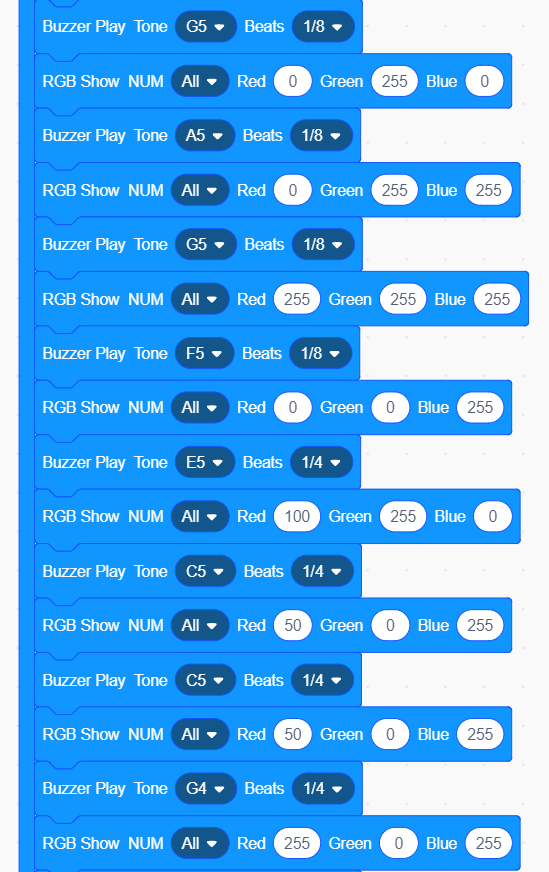 Buzzer Play Tone G5 Beats 1/8
RGB Show NUM All Red 0 Green 255 Blue 0
Buzzer Play Tone A5 Beats 1/8
RGB Show NUM All Red 0 Green 255 Blue 255
Buzzer Play Tone G5 Beats 1/8
RGB Show NUM All Red 255 Green 255 Blue 255
Buzzer Play Tone F5 Beats 1/8
RGB Show NUM All Red 0 Green 0 Blue 255
Buzzer Play Tone E5 Beats 1/4
RGB Show NUM All Red 100 Green 255 Blue 0
Buzzer Play Tone C5 Beats 1/4
RGB Show NUM All Red 50 Green 0 Blue 255
Buzzer Play Tone C5 Beats 1/4
RGB Show NUM All Red 50 Green 0 Blue 255
Buzzer Play Tone G4 Beats 1/4
RGB Show NUM All Red 255 Green 0 Blue 255